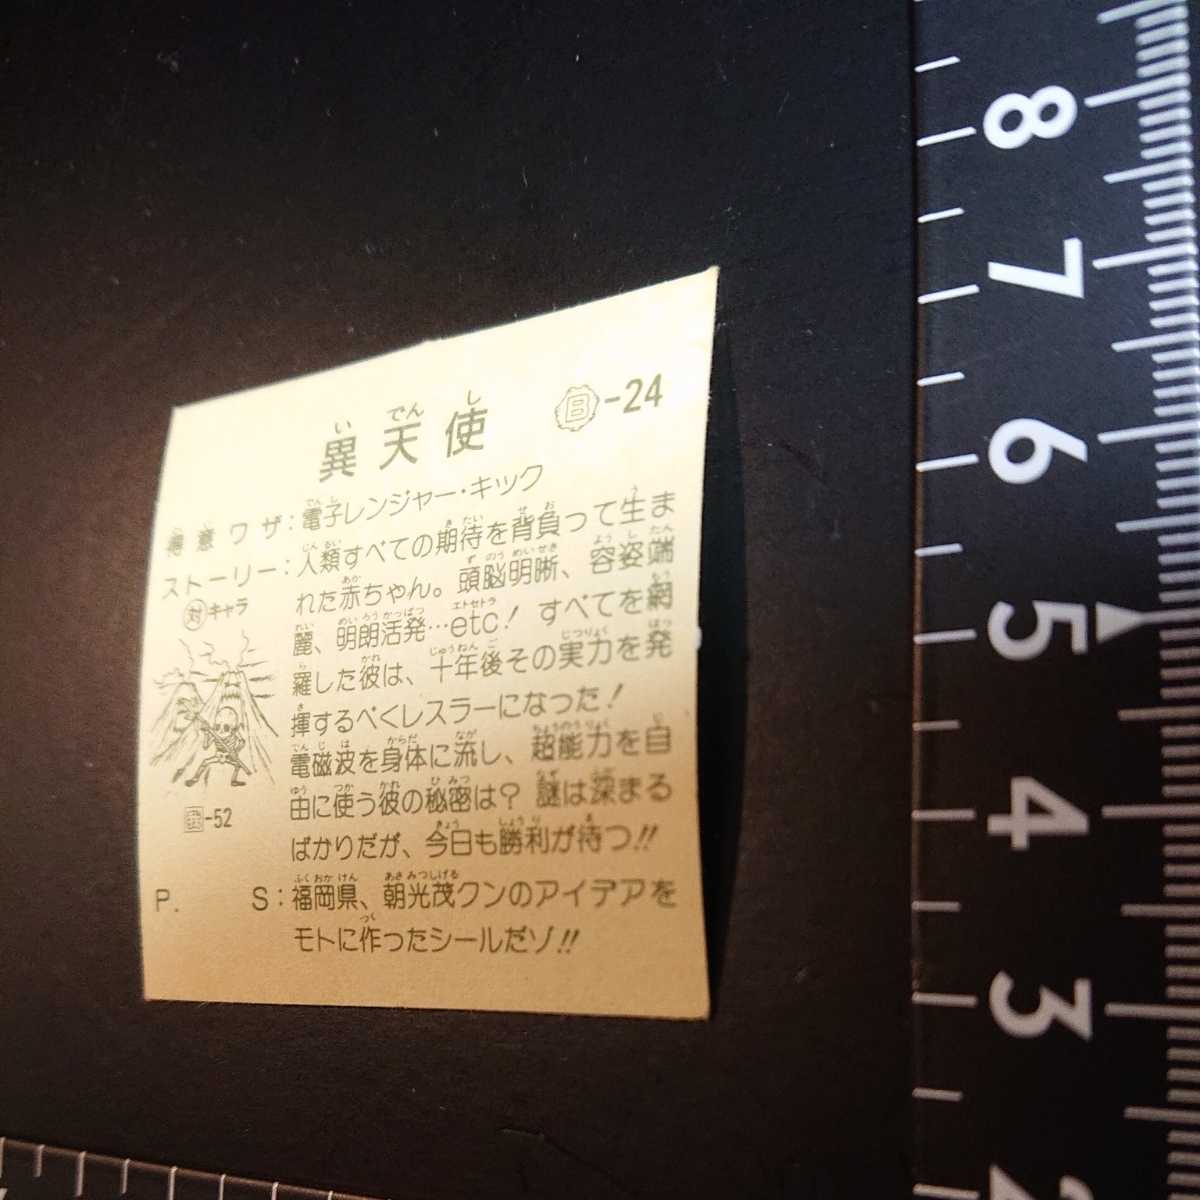 異天使
いでんし
B-24
得意ワザ：電子レンジャー・キック
ストーリー：人類すべての期待を背負って生ま
れた赤ちゃん。頭脳明晰、容姿端
麗、明朗活発…etc! すべてを網
羅した彼は、十年後その実力を発
揮するべくレスラーになった！
電磁波を身体に流し、超能力を自
由に使う彼の秘密は？ 謎は深まる
ばかりだが、今日も勝利が待つ!!
対キャラ
-52
P. S：福岡県、朝光茂クンのアイデアを
モトに作ったシールだゾ!!
8
7
6
5
4
3
2